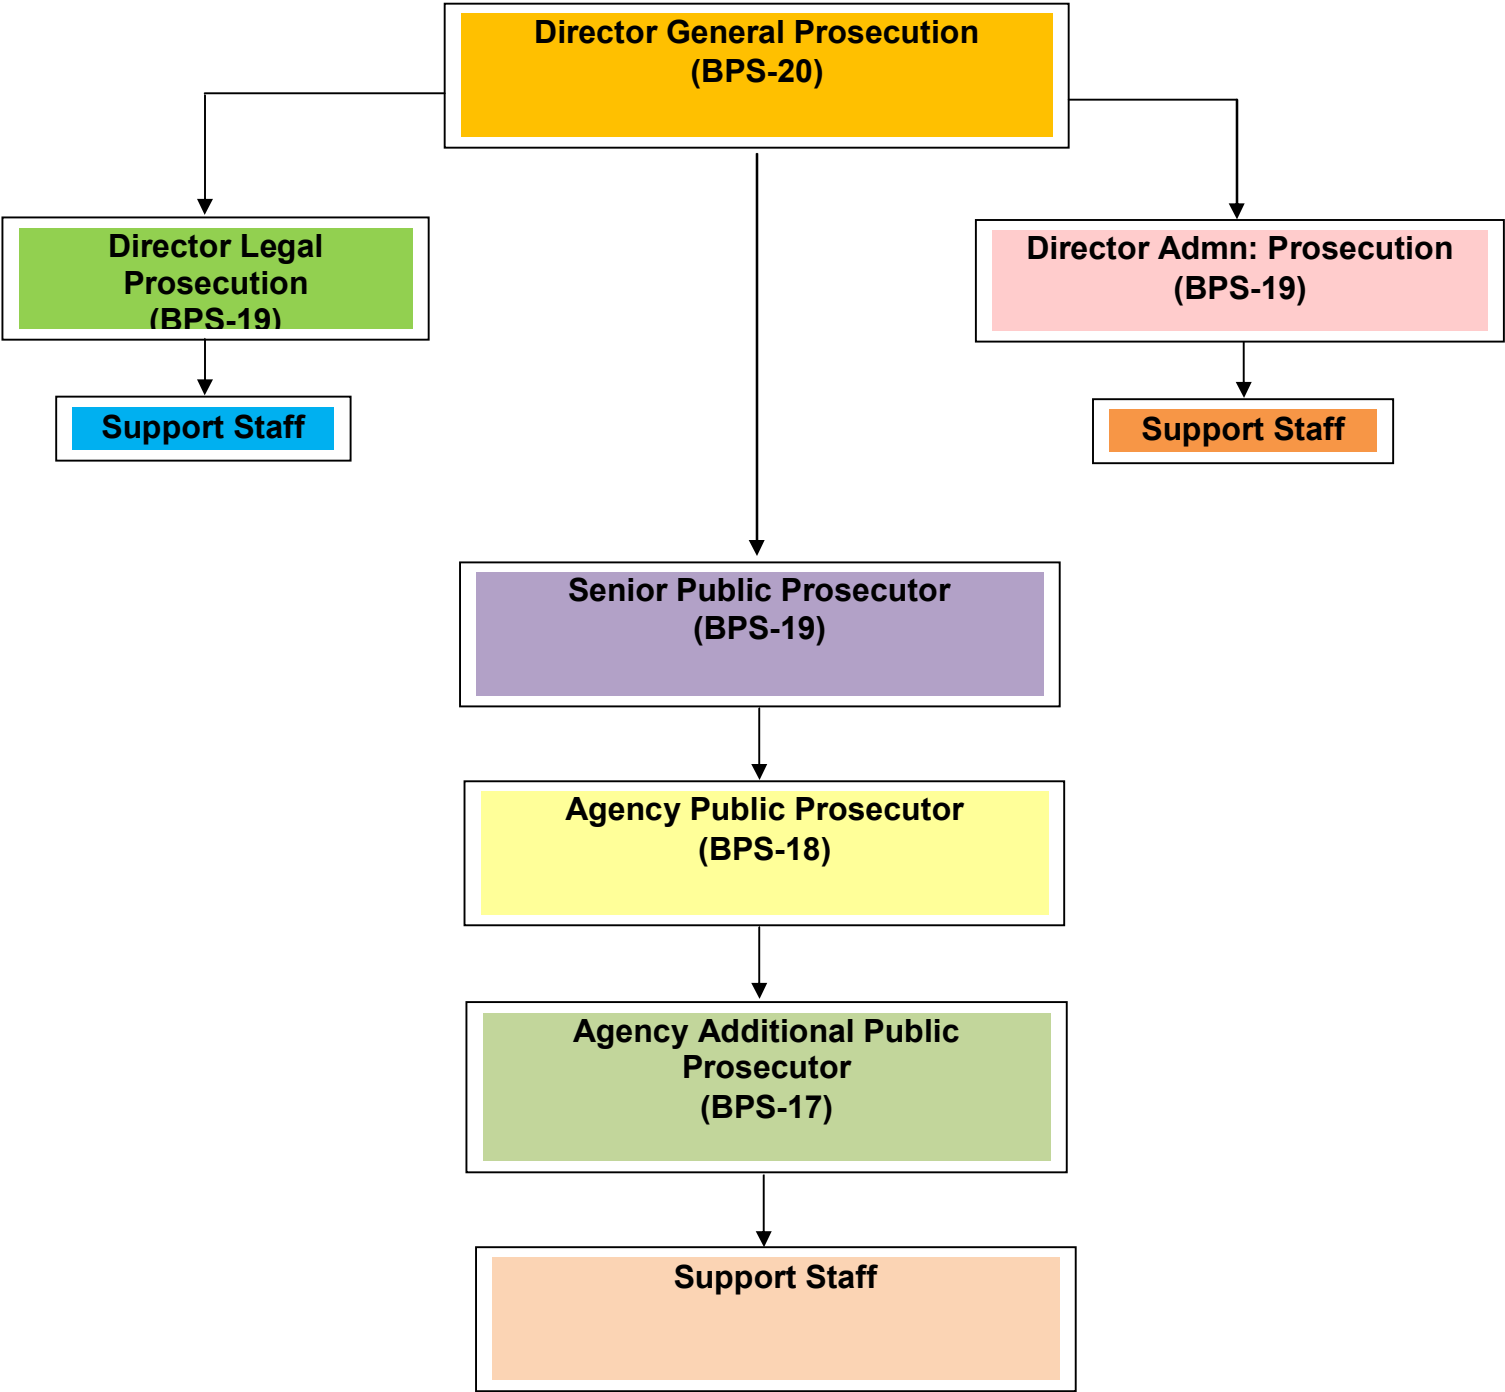 Director General Prosecution
(BPS-20)
Director Legal
Prosecution
(BPS-19)
Director Admn: Prosecution
(BPS-19)
Support Staff
Support Staff
Senior Public Prosecutor
(BPS-19)
Agency Public Prosecutor
(BPS-18)
Agency Additional Public
Prosecutor
(BPS-17)
Support Staff